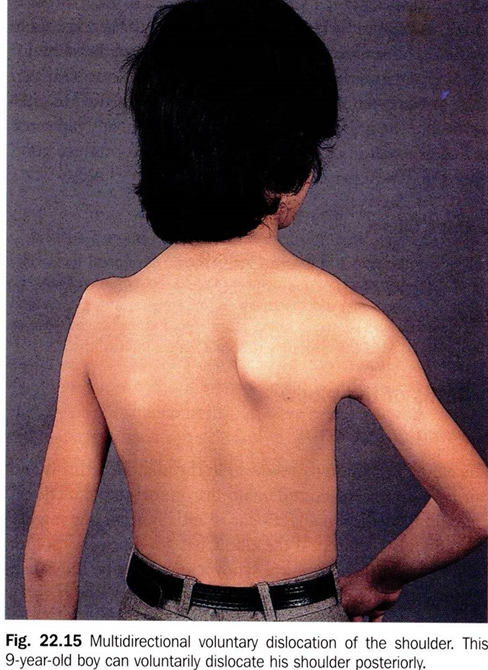 Fig. 22.15 Multidirectional voluntary dislocation of the shoulder. This
9-year-old boy can voluntarily dislocate his shoulder posteriorly.